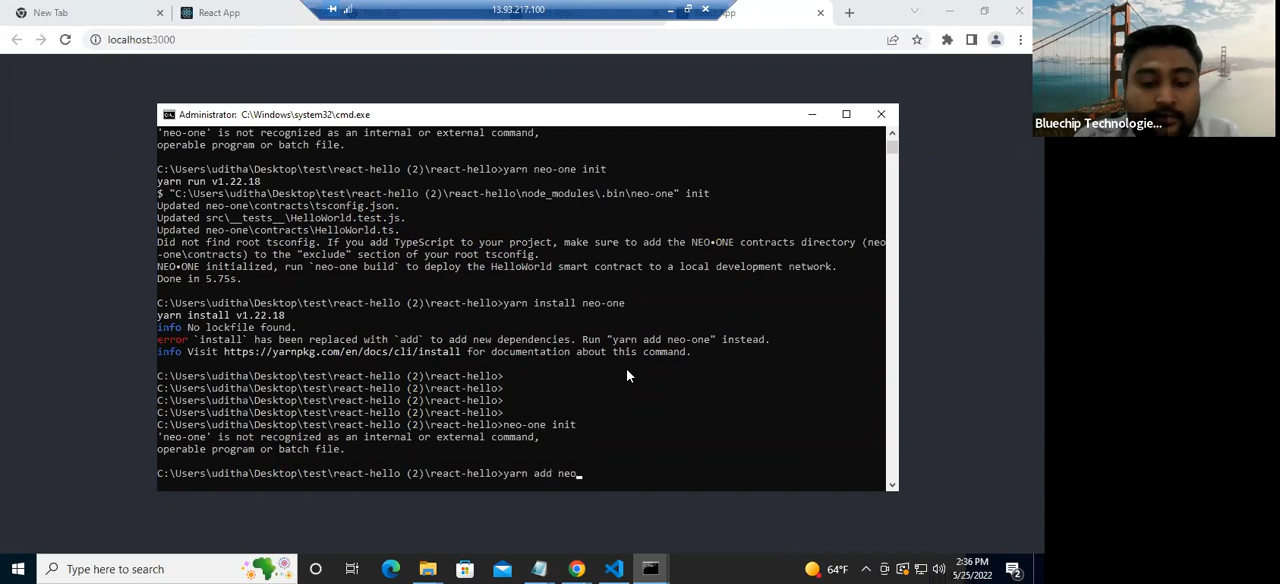 New Tab
React App
13.93.217.100
localhost:3000
Bluechip Technologie...
Administrator: C:\Windows\system32\cmd.exe
'neo-one' is not recognized as an internal or external command,
operable program or batch file.
C:\Users\uditha\Desktop\test\react-hello (2)\react-hello>yarn neo-one init
yarn run v1.22.18
$ "C:\Users\uditha\Desktop\test\react-hello (2)\react-hello\node_modules\.bin\neo-one" init
Updated neo-one\contracts\tsconfig.json.
Updated src\__tests__\HelloWorld.test.js.
Updated neo-one\contracts\HelloWorld.ts.
Did not find root tsconfig. If you add TypeScript to your project, make sure to add the NEO•ONE contracts directory (neo
-one\contracts) to the "exclude" section of your root tsconfig.
NEO•ONE initialized, run `neo-one build` to deploy the HelloWorld smart contract to a local development network.
Done in 5.75s.
C:\Users\uditha\Desktop\test\react-hello (2)\react-hello>yarn install neo-one
yarn install v1.22.18
info No lockfile found.
error `install` has been replaced with `add` to add new dependencies. Run "yarn add neo-one" instead.
info Visit https://yarnpkg.com/en/docs/cli/install for documentation about this command.
C:\Users\uditha\Desktop\test\react-hello (2)\react-hello>
C:\Users\uditha\Desktop\test\react-hello (2)\react-hello>
C:\Users\uditha\Desktop\test\react-hello (2)\react-hello>
C:\Users\uditha\Desktop\test\react-hello (2)\react-hello>
C:\Users\uditha\Desktop\test\react-hello (2)\react-hello>neo-one init
'neo-one' is not recognized as an internal or external command,
operable program or batch file.
C:\Users\uditha\Desktop\test\react-hello (2)\react-hello>yarn add neo
Type here to search
64°F
2:36 PM
5/25/2022
2